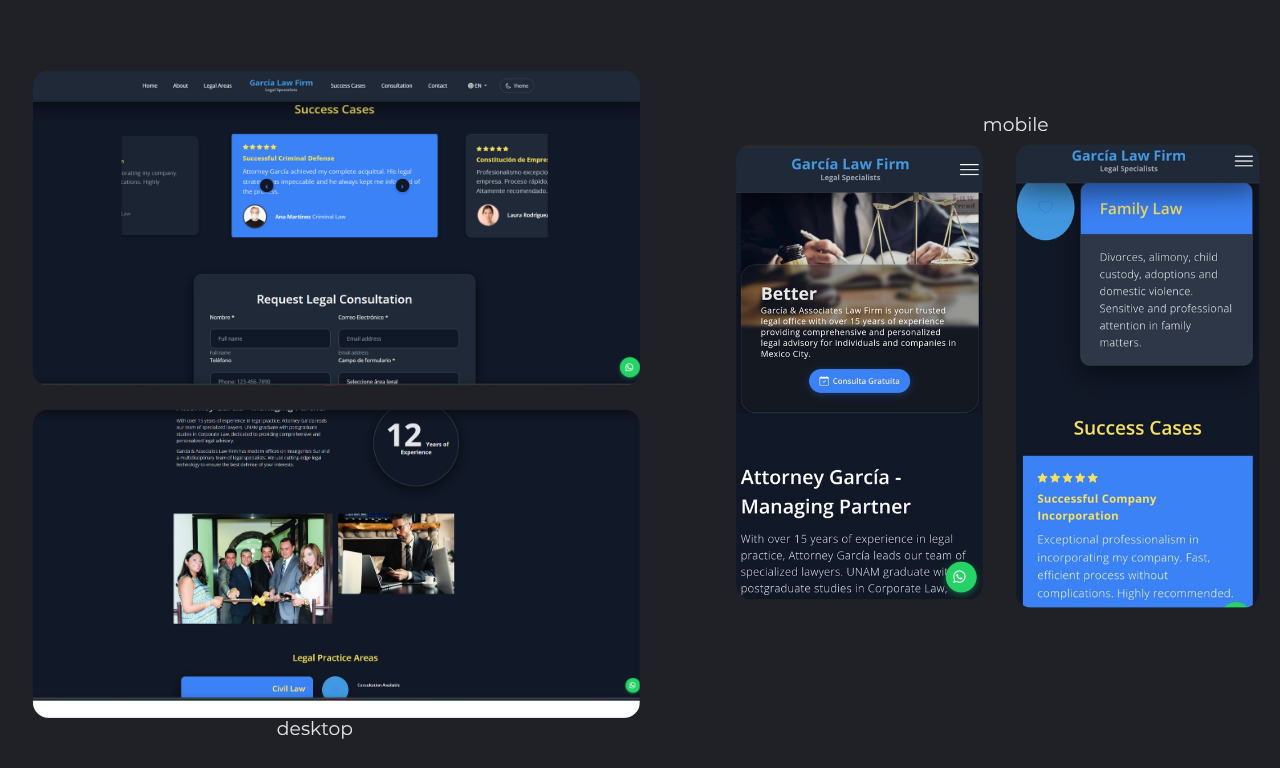 Home
About
Legal Areas
García Law Firm
Legal Specialists
Success Cases
Consultation
Contact
EN
Theme
Success Cases
orating my company.
cations. Highly
Law
Successful Criminal Defense
Attorney García achieved my complete acquittal. His legal
is impeccable and he always kept me
the
Ana Martínez Criminal Law
Constitución de Empres
Profesionalismo excepcion
empresa. Proceso rápido,
Altamente recomendado.
Laura Rodríguez
Request Legal Consultation
Nombre *
Correo Electrónico *
Full name
Email address
Full name
Email address
Teléfono
Campo de formulario *
Phone: 123-456-7890
Seleccione área legal
With over 15 years of experience in legal practice, Attorney García leads
our team of specialized lawyers. UNAM graduate with postgraduate
studies in Corporate Law, dedicated to providing comprehensive and
personalized legal advisory.
García & Associates Law Firm has modern offices on Insurgentes Sur and
a multidisciplinary team of legal specialists. We use cutting-edge legal
technology to ensure the best defense of your interests.
12 Years of
Experience
Legal Practice Areas
Civil Law
Consultation Available
desktop
mobile
García Law Firm
Legal Specialists
Better
García & Associates Law Firm is your trusted
legal office with over 15 years of experience
providing comprehensive and personalized
legal advisory for individuals and companies in
Mexico City.
Consulta Gratuita
Attorney García -
Managing Partner
With over 15 years of experience in legal
practice, Attorney García leads our team of
specialized lawyers. UNAM graduate with
postgraduate studies in Corporate Law,
García Law Firm
Legal Specialists
Family Law
Divorces, alimony, child
custody, adoptions and
domestic violence.
Sensitive and professional
attention in family
matters.
Success Cases
Successful Company
Incorporation
Exceptional professionalism in
incorporating my company. Fast,
efficient process without
complications. Highly recommended.